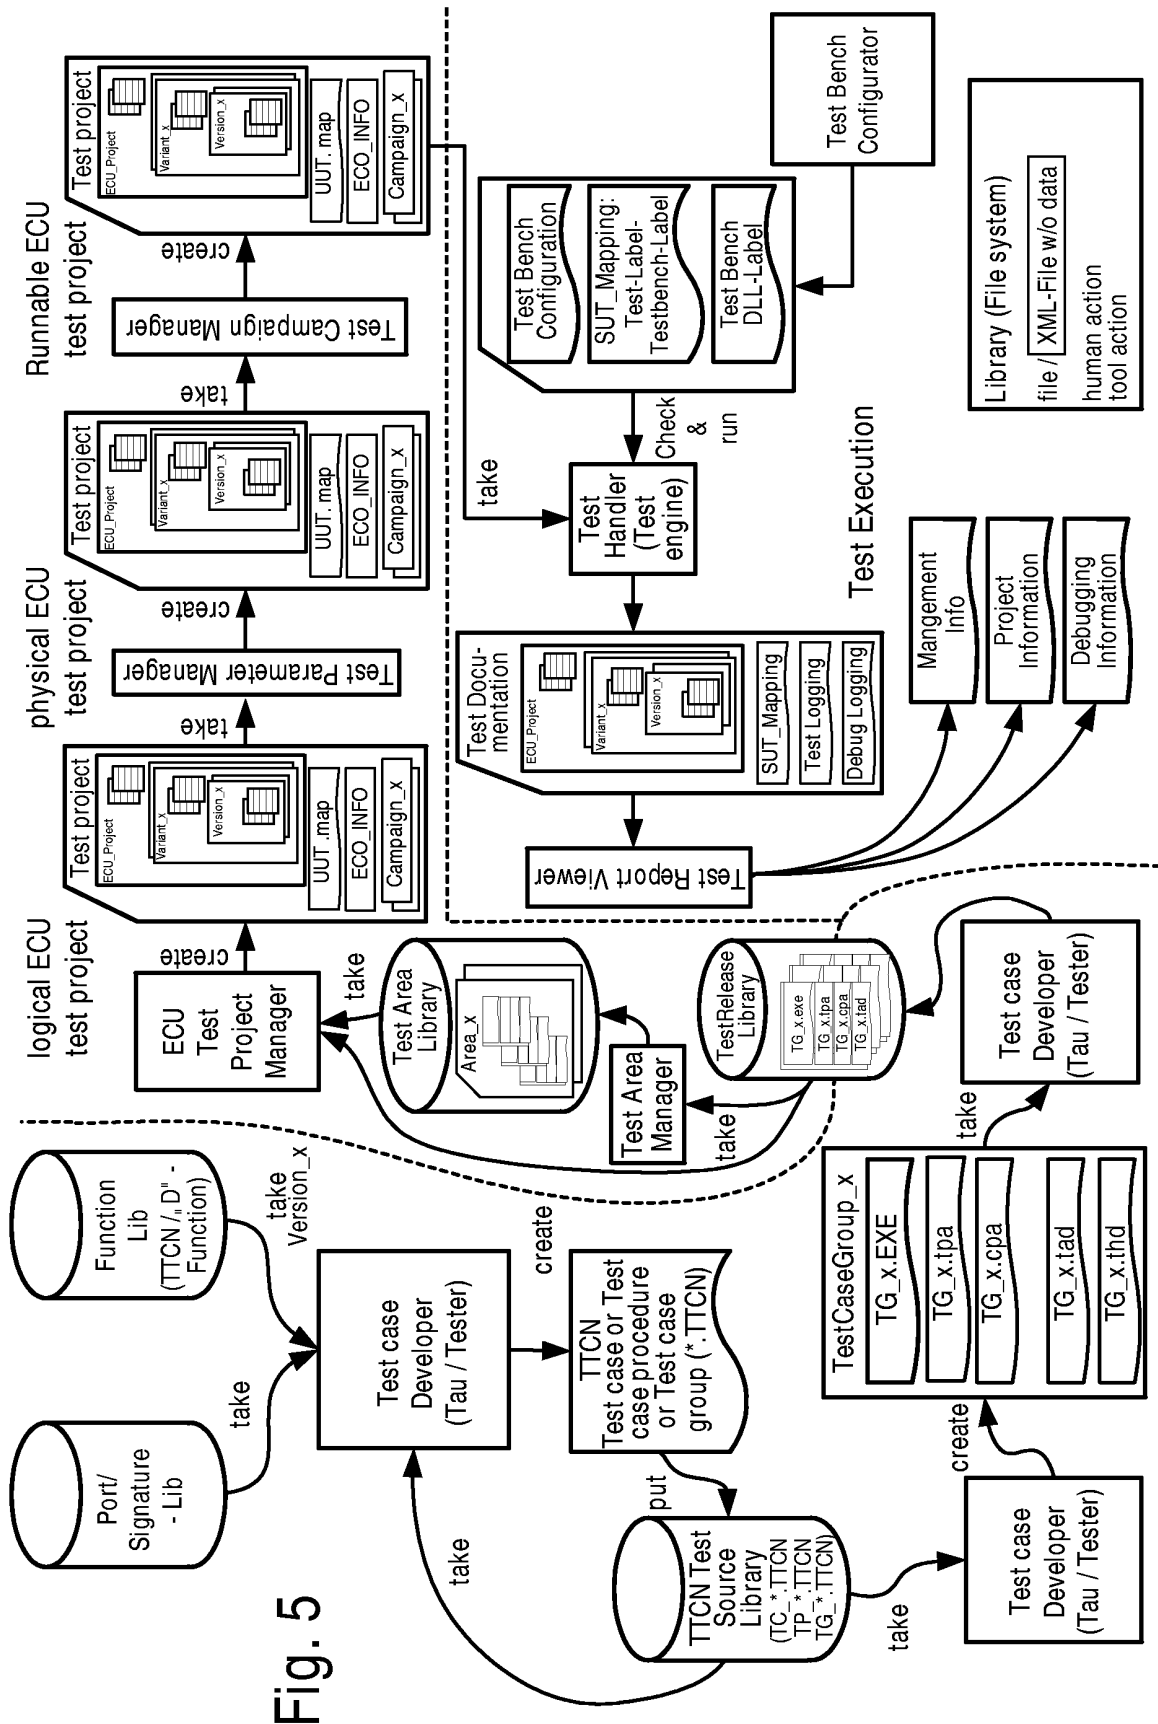 Fig. 5
Port/
Signature
- Lib
take
Function
Lib
(TTCN /„ D" -
Function)
take
Version_x
Test case
Developer
(Tau / Tester)
create
take
TTCN
Test case or Test
case procedure
or Test case
group (*.TTCN)
put
TTCN Test
Source
Library
(TC_*.TTCN
TP_*.TTCN
TG_*.TTCN)
take
Test case
Developer
(Tau / Tester)
create
TestCaseGroup_x
TG_x.EXE
TG_x.tpa
TG_x.cpa
TG_x.tad
TG_x.thd
take
Test case
Developer
(Tau / Tester)
TestRelease
Library
TG_x.exe
TG_x.tpa
TG_x.cpa
TG_x.tad
take
Test Area
Manager
Test Area
Library
Area_x
take
logical ECU
test project
ECU
Test
Project
Manager
create
Test project
ECU_Project
Variant_x
Version_x
UUT .map
ECO_INFO
Campaign_x
take
physical ECU
test project
Test Parameter Manager
create
Test project
ECU_Project
Variant_x
Version_x
UUT. map
ECO_INFO
Campaign_x
take
Runnable ECU
test project
Test Campaign Manager
create
Test project
ECU_Project
Variant_x
Version_x
UUT. map
ECO_INFO
Campaign_x
take
Test Bench
Configuration
SUT_Mapping:
Test-Label-
Testbench-Label
Test Bench
DLL-Label
Test Bench
Configurator
Check
&
run
Test
Handler
(Test
engine)
Test Docu-
mentation
ECU_Project
Variant_x
Version_x
SUT_Mapping
Test Logging
Debug Logging
Test Report Viewer
Test Execution
Mangement
Info
Project
Information
Debugging
Information
Library (File system)
file / XML-File w/o data
human action
tool action